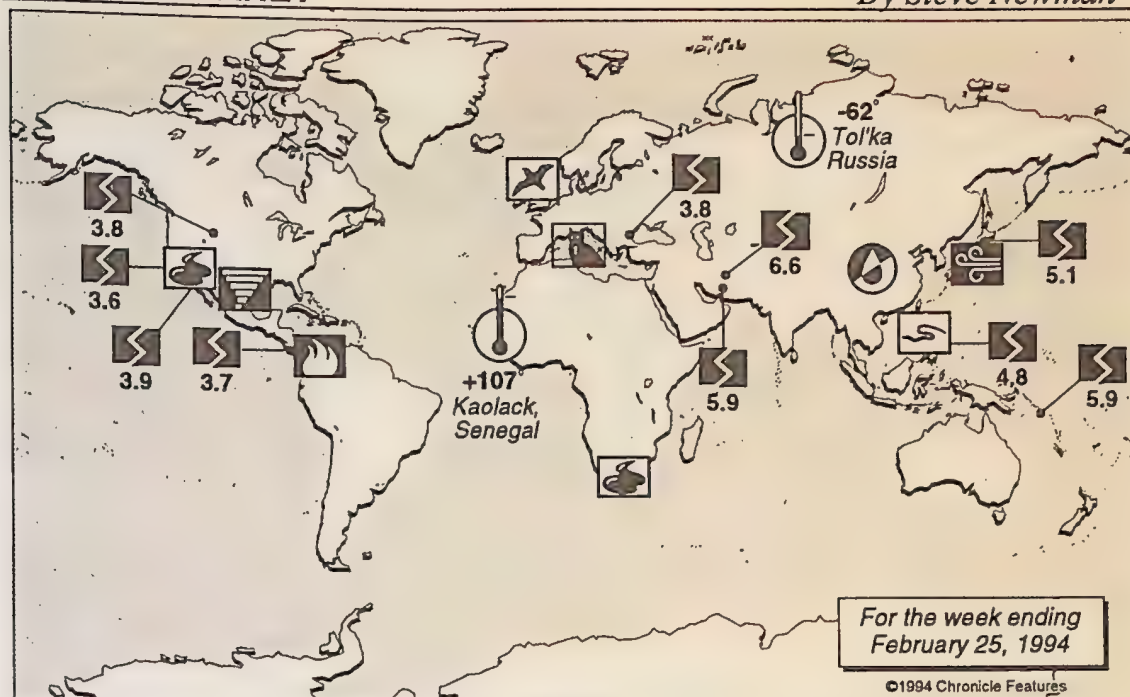 By Steve Newman
-62°
Tol'ka
Russia
3.8
3.8
6.6
3.6
5.1
3.9
3.7
+107°
Kaolack,
Senegal
5.9
4.8
5.9
For the week ending
February 25, 1994
©1994 Chronicle Features